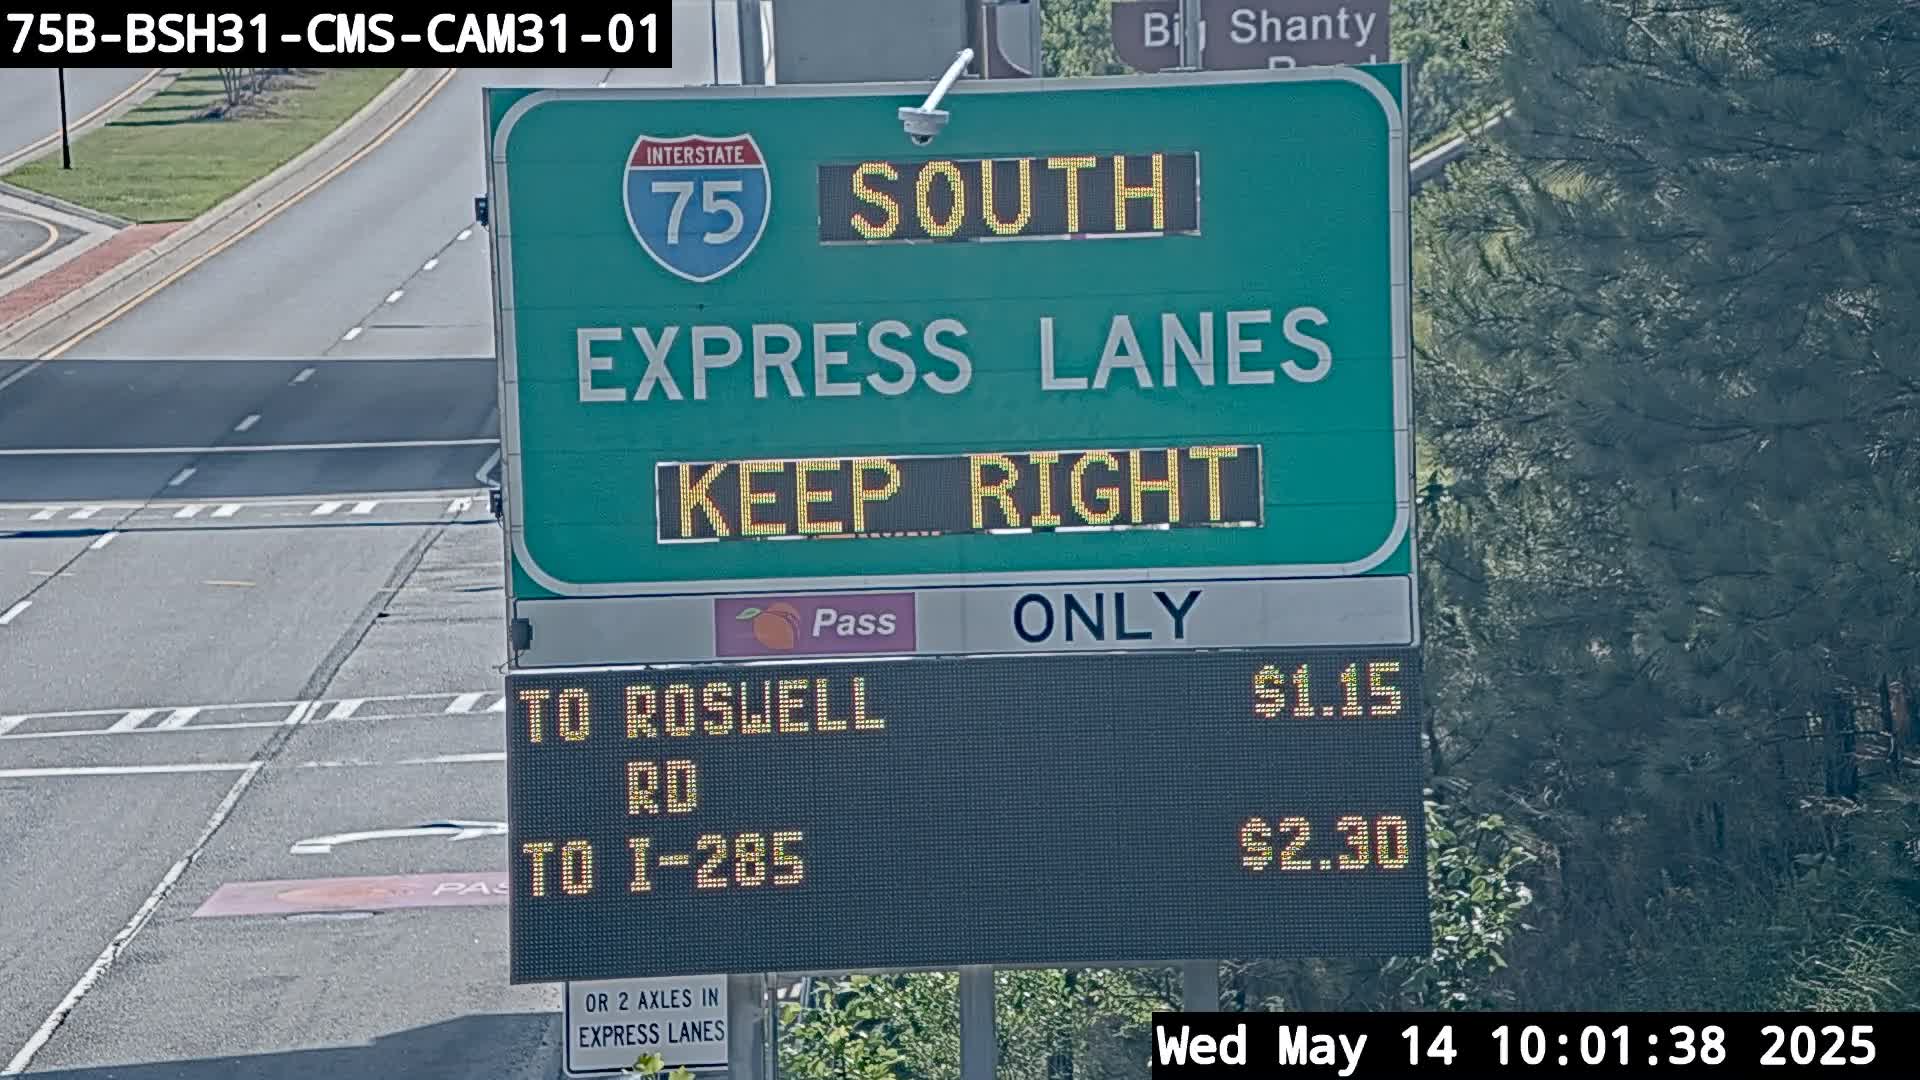 75B-BSH31-CMS-CAM31-01
Big Shanty
Road
INTERSTATE
75
SOUTH
EXPRESS LANES
KEEP RIGHT
Pass ONLY
TO ROSWELL $1.15
RD
TO I-285 $2.30
PAS
OR 2 AXLES IN
EXPRESS LANES
Wed May 14 10:01:38 2025